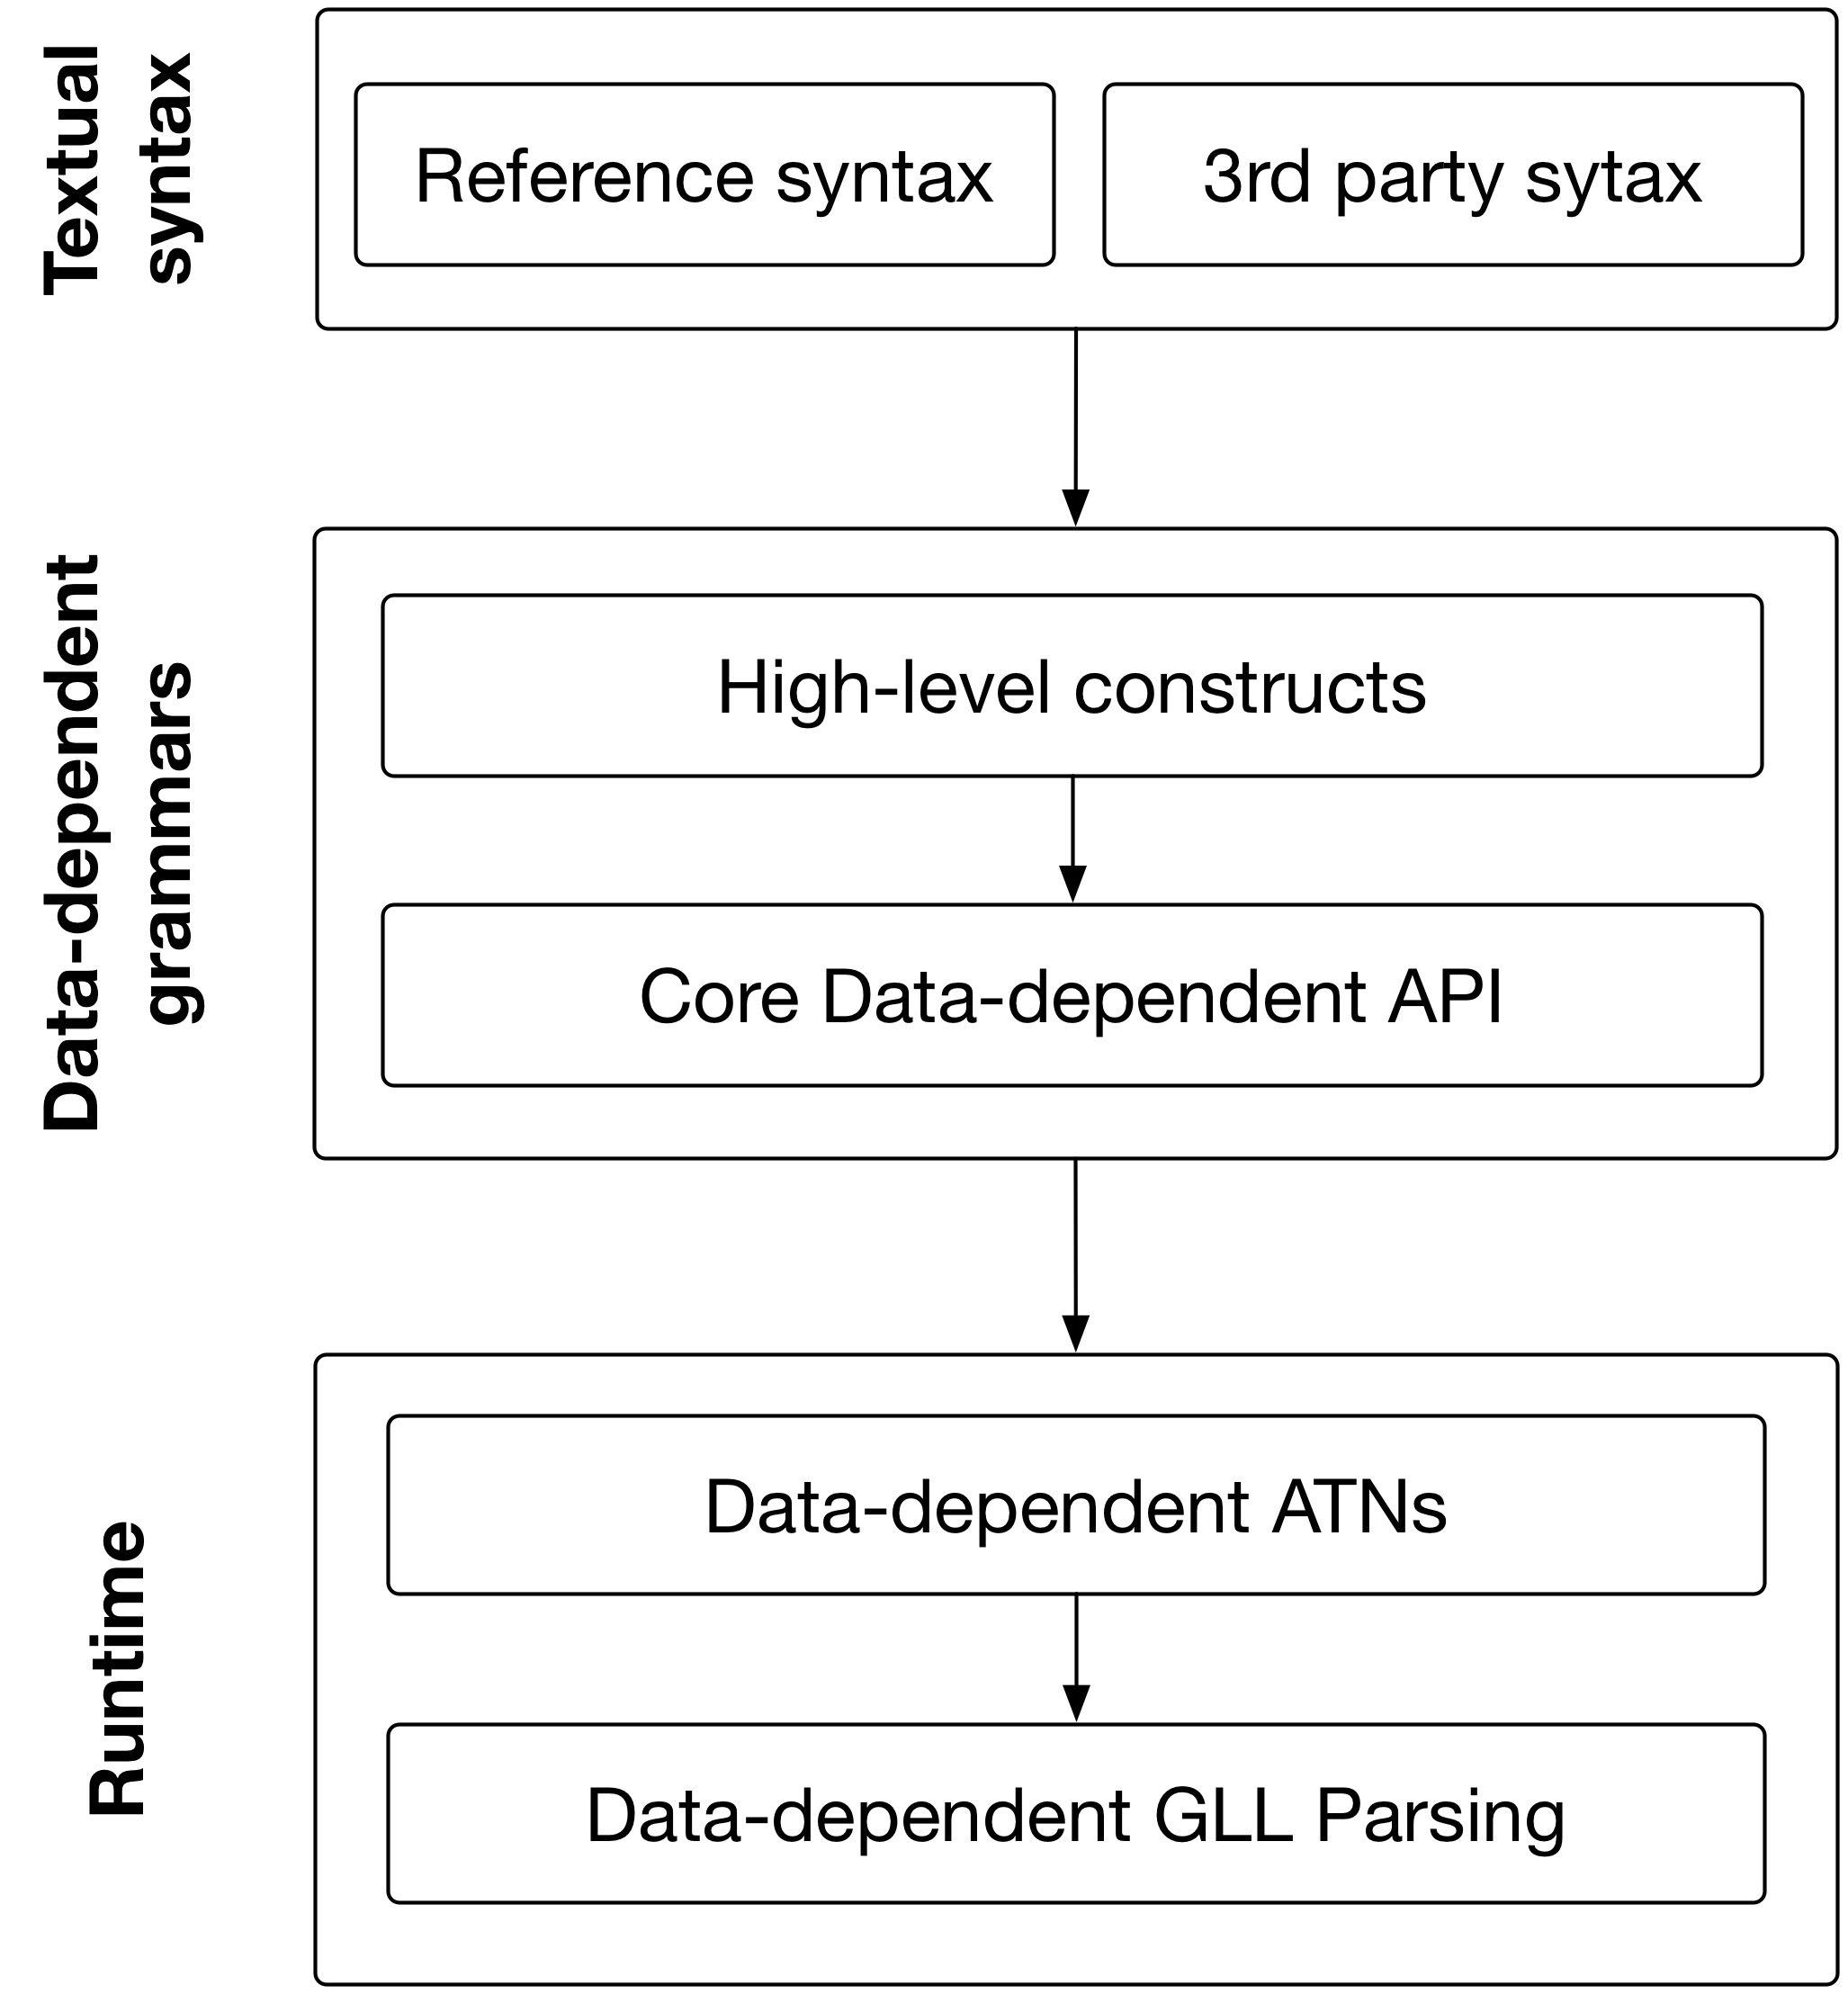 Textual
syntax
Reference syntax
3rd party sytax
Data-dependent
grammars
High-level constructs
Core Data-dependent API
Runtime
Data-dependent ATNs
Data-dependent GLL Parsing